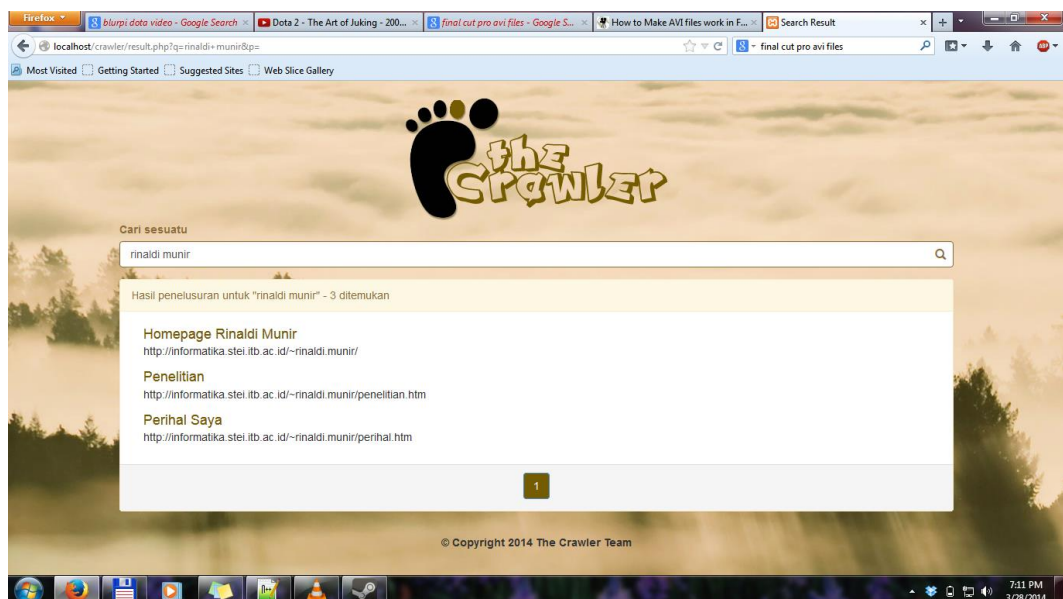 Firefox
blurpi dota video - Google Search
Dota 2 - The Art of Juking - 200...
final cut pro avi files - Google S...
How to Make AVI files work in F...
Search Result
localhost/crawler/result.php?q=rinaldi+munir&p=
final cut pro avi files
Most Visited
Getting Started
Suggested Sites
Web Slice Gallery
the
Crawler
Cari sesuatu
rinaldi munir
Hasil penelusuran untuk "rinaldi munir" - 3 ditemukan
Homepage Rinaldi Munir
http://informatika.stei.itb.ac.id/~rinaldi.munir/
Penelitian
http://informatika.stei.itb.ac.id/~rinaldi.munir/penelitian.htm
Perihal Saya
http://informatika.stei.itb.ac.id/~rinaldi.munir/perihal.htm
1
© Copyright 2014 The Crawler Team
7:11 PM
3/28/2014